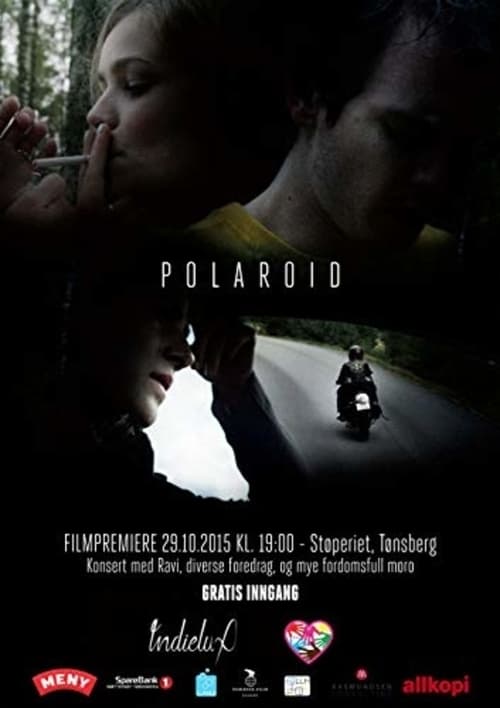 POLAROID
FILMPREMIERE 29.10.2015 KL. 19:00 - Støperiet, Tønsberg
Konsert med Ravi, diverse foredrag, og mye fordomsfull moro
GRATIS INNGANG
indielux
MENY
SpareBank 1
allkopi